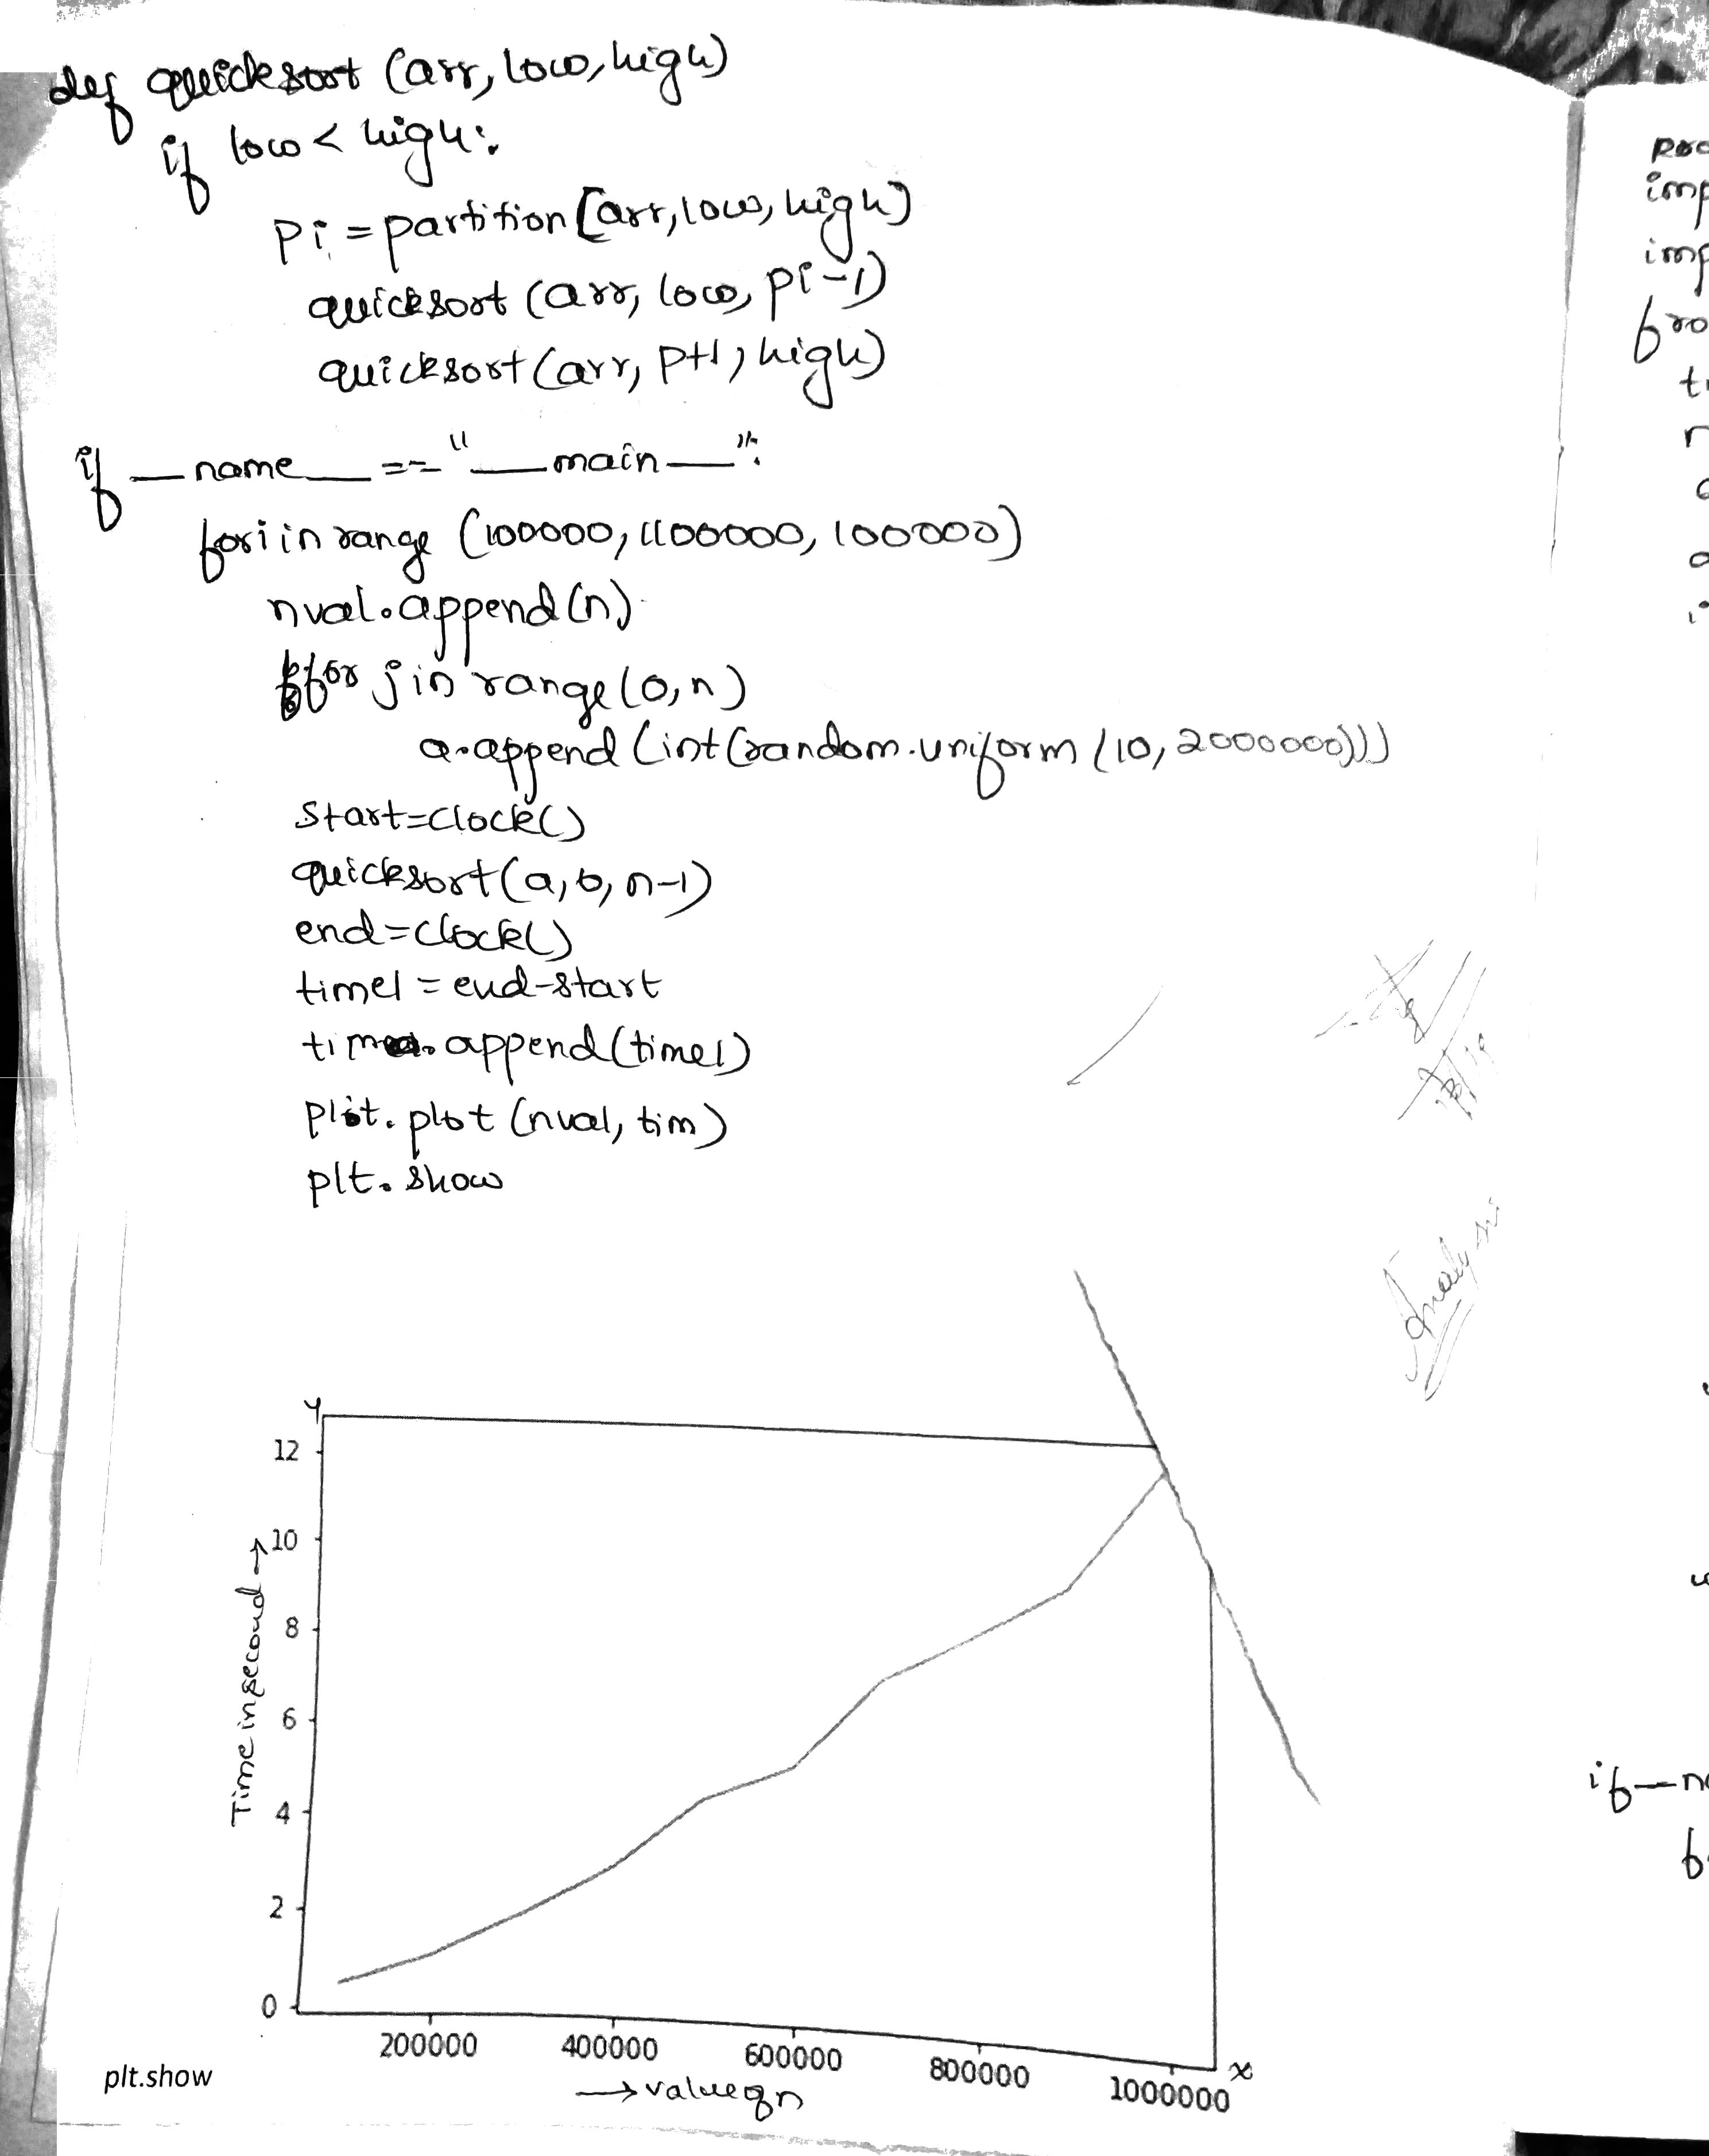 def quicksort (arr, low, high)
if low < high:
pi = partition [arr, low, high)
quicksort (arr, low, pi-1)
quicksort (arr, p+1, high)
if __name__ == "__main__":
for i in range (100000, 1100000, 100000)
nval.append(n)
for j in range(0,n)
a.append (int(random.uniform (10, 2000000)))
start=clock()
quicksort(a, 0, n-1)
end=clock()
time1 = end-start
tim.append(time1)
plt.plot (nval, tim)
plt.show
Analysis
y
12
10
8
6
4
2
0
Time in second →
200000 400000 600000 800000 1000000 x
→ value of n
plt.show
if __n